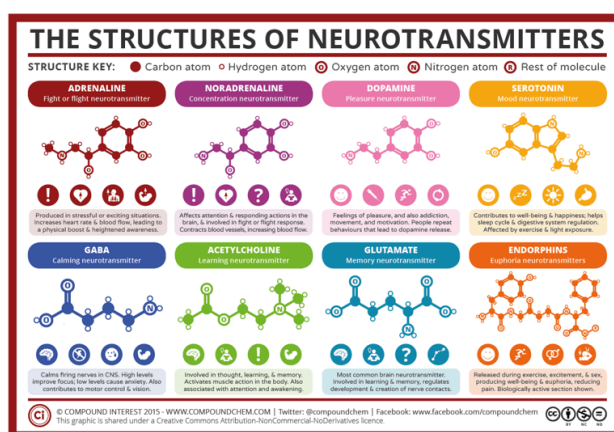 THE STRUCTURES OF NEUROTRANSMITTERS
STRUCTURE KEY: Carbon atom Hydrogen atom O Oxygen atom N Nitrogen atom R Rest of molecule
ADRENALINE
Fight or flight neurotransmitter
Produced in stressful or exciting situations.
Increases heart rate & blood flow, leading to
a physical boost & heightened awareness.
NORADRENALINE
Concentration neurotransmitter
Affects attention & responding actions in the
brain, & involved in fight or flight response.
Contracts blood vessels, increasing blood flow.
DOPAMINE
Pleasure neurotransmitter
Feelings of pleasure, and also addiction,
movement, and motivation. People repeat
behaviours that lead to dopamine release.
SEROTONIN
Mood neurotransmitter
Contributes to well-being & happiness; helps
sleep cycle & digestive system regulation.
Affected by exercise & light exposure.
GABA
Calming neurotransmitter
Calms firing nerves in CNS. High levels
improve focus; low levels cause anxiety. Also
contributes to motor control & vision.
ACETYLCHOLINE
Learning neurotransmitter
Involved in thought, learning, & memory.
Activates muscle action in the body. Also
associated with attention and awakening.
GLUTAMATE
Memory neurotransmitter
Most common brain neurotransmitter.
Involved in learning & memory, regulates
development & creation of nerve contacts.
ENDORPHINS
Euphoria neurotransmitters
Released during exercise, excitement, & sex,
producing well-being & euphoria, reducing
pain. Biologically active section shown.
Ci
© COMPOUND INTEREST 2015 - WWW.COMPOUNDCHEM.COM | Twitter: @compoundchem | Facebook: www.facebook.com/compoundchem
This graphic is shared under a Creative Commons Attribution-NonCommercial-NoDerivatives licence.